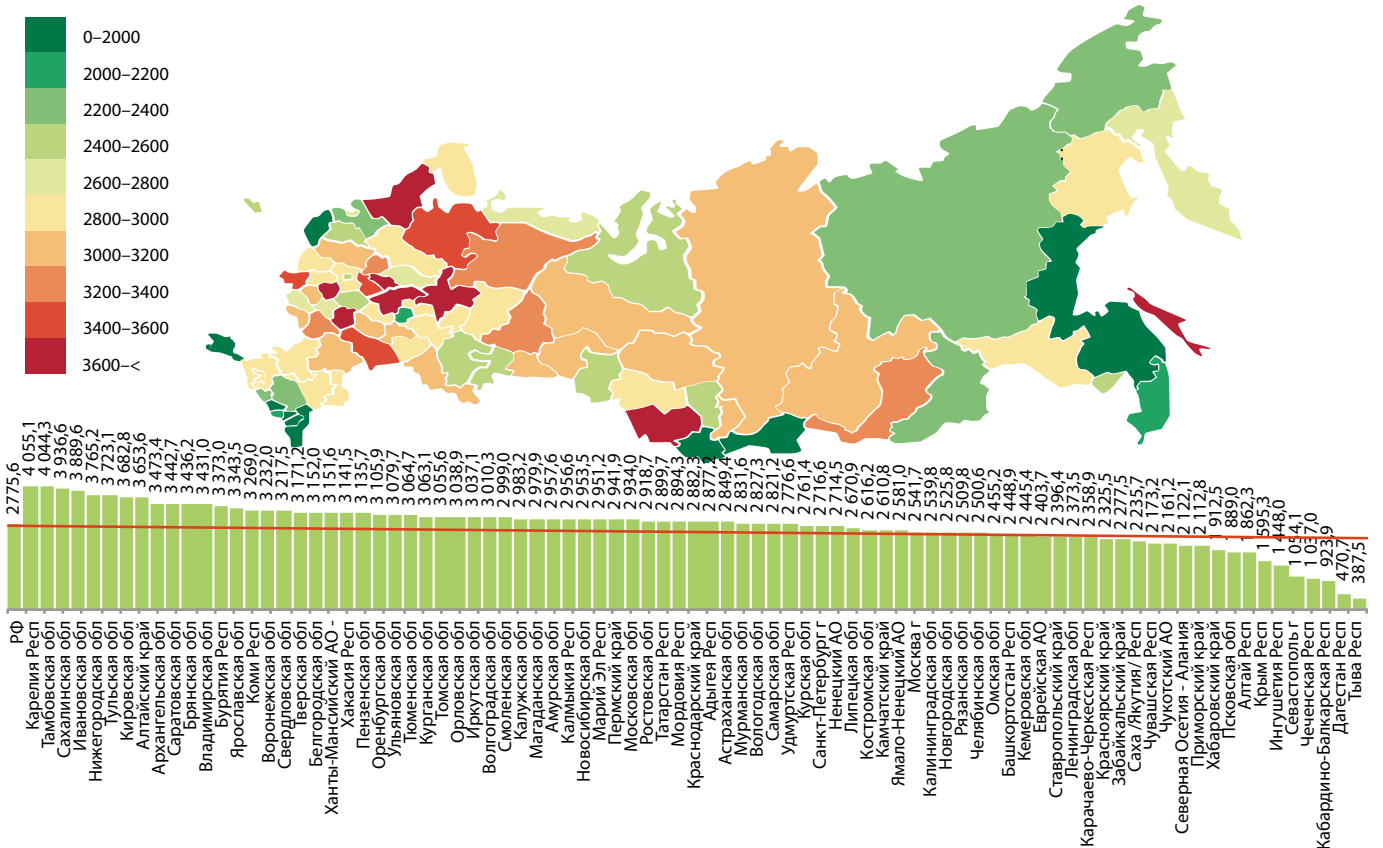 0–2000
2000–2200
2200–2400
2400–2600
2600–2800
2800–3000
3000–3200
3200–3400
3400–3600
3600–<
2775,6
4 055,1
4 044,3
3 936,6
3 889,6
3 765,2
3 723,1
3 682,8
3 653,6
3 473,4
3 442,7
3 436,2
3 431,0
3 373,0
3 343,5
3 269,0
3 232,0
3 217,5
3 171,2
3 152,0
3 151,6
3 141,5
3 135,7
3 105,9
3 079,7
3 064,7
3 063,1
3 055,6
3 038,9
3 037,1
3 010,3
2 999,0
2 983,2
2 979,9
2 957,6
2 956,6
2 953,5
2 951,2
2 941,9
2 934,0
2 918,7
2 899,7
2 894,3
2 882,3
2 877,2
2 849,4
2 831,6
2 827,3
2 821,2
2 776,6
2 761,4
2 716,6
2 714,5
2 670,9
2 616,2
2 610,8
2 581,0
2 541,7
2 539,8
2 525,8
2 509,8
2 500,6
2 455,2
2 448,9
2 445,4
2 403,7
2 396,4
2 373,5
2 358,9
2 325,5
2 277,5
2 235,7
2 173,2
2 161,2
2 122,1
2 112,8
1 912,5
1 889,0
1 862,3
1 595,3
1 448,0
1 054,1
1 037,0
923,9
470,7
387,5
РФ
Карелия Респ
Тамбовская обл
Сахалинская обл
Ивановская обл
Нижегородская обл
Тульская обл
Кировская обл
Алтайский край
Архангельская обл
Саратовская обл
Брянская обл
Владимирская обл
Бурятия Респ
Ярославская обл
Коми Респ
Воронежская обл
Свердловская обл
Тверская обл
Белгородская обл
Ханты-Мансийский АО -
Хакасия Респ
Пензенская обл
Оренбургская обл
Ульяновская обл
Тюменская обл
Курганская обл
Томская обл
Орловская обл
Иркутская обл
Волгоградская обл
Смоленская обл
Калужская обл
Магаданская обл
Амурская обл
Калмыкия Респ
Новосибирская обл
Марий Эл Респ
Пермский край
Московская обл
Ростовская обл
Татарстан Респ
Мордовия Респ
Краснодарский край
Адыгея Респ
Астраханская обл
Мурманская обл
Вологодская обл
Самарская обл
Удмуртская Респ
Курская обл
Санкт-Петербург г
Ненецкий АО
Липецкая обл
Костромская обл
Камчатский край
Ямало-Ненецкий АО
Москва г
Калининградская обл
Новгородская обл
Рязанская обл
Челябинская обл
Омская обл
Башкортостан Респ
Кемеровская обл
Еврейская АО
Ставропольский край
Ленинградская обл
Карачаево-Черкесская Респ
Красноярский край
Забайкальский край
Саха /Якутия/ Респ
Чувашская Респ
Чукотский АО
Северная Осетия - Алания
Приморский край
Хабаровский край
Псковская обл
Алтай Респ
Крым Респ
Ингушетия Респ
Севастополь г
Чеченская Респ
Кабардино-Балкарская Респ
Дагестан Респ
Тыва Респ